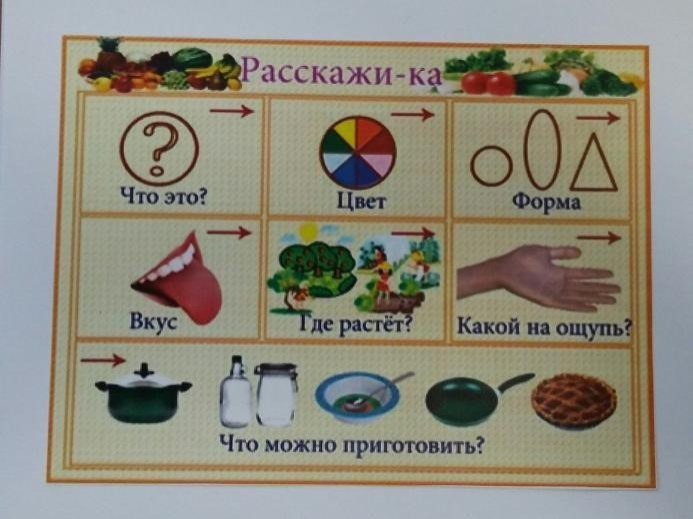 Расскажи-ка
?
Что это?
Цвет
Форма
Вкус
Где растёт?
Какой на ощупь?
Что можно приготовить?